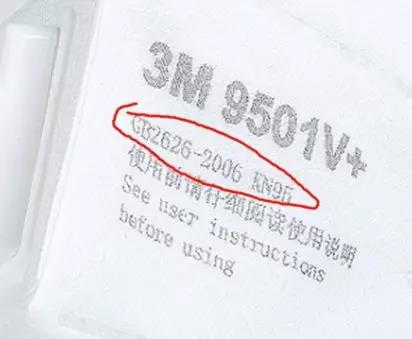 3M 9501V+
GB2626-2006 KN95
使用前请仔细阅读使用说明
See user instructions
before using